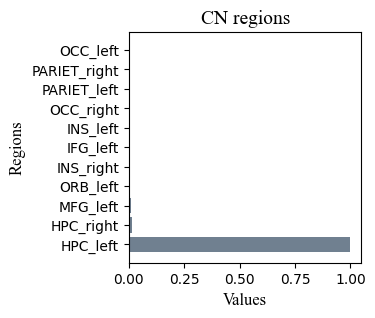 CN regions
OCC_left
PARIET_right
PARIET_left
OCC_right
INS_left
IFG_left
INS_right
ORB_left
MFG_left
HPC_right
HPC_left
Regions
0.00 0.25 0.50 0.75 1.00
Values